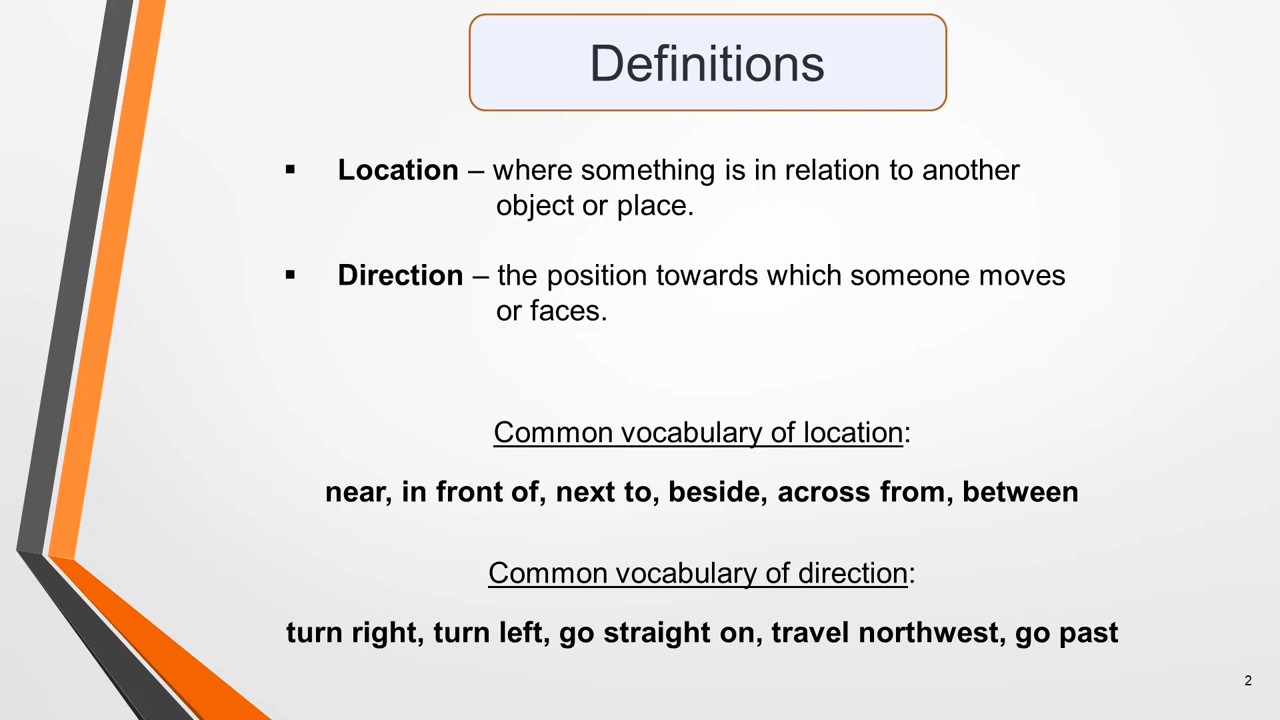 Definitions
▪ Location – where something is in relation to another
object or place.
▪ Direction – the position towards which someone moves
or faces.
Common vocabulary of location:
near, in front of, next to, beside, across from, between
Common vocabulary of direction:
turn right, turn left, go straight on, travel northwest, go past
2